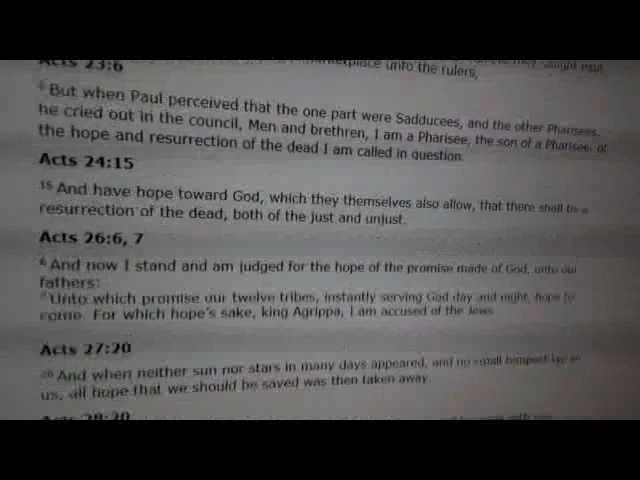 marketplace unto the rulers,
Acts 23:6
6 But when Paul perceived that the one part were Sadducees, and the other Pharisees,
he cried out in the council, Men and brethren, I am a Pharisee, the son of a Pharisee: of
the hope and resurrection of the dead I am called in question.
Acts 24:15
15 And have hope toward God, which they themselves also allow, that there shall be a
resurrection of the dead, both of the just and unjust.
Acts 26:6, 7
6 And now I stand and am judged for the hope of the promise made of God, unto our
fathers:
7 Unto which promise our twelve tribes, instantly serving God day and night, hope to
come. For which hope's sake, king Agrippa, I am accused of the Jews
Acts 27:20
20 And when neither sun nor stars in many days appeared, and no small tempest lay on
us, all hope that we should be saved was then taken away.
Acts 28:20